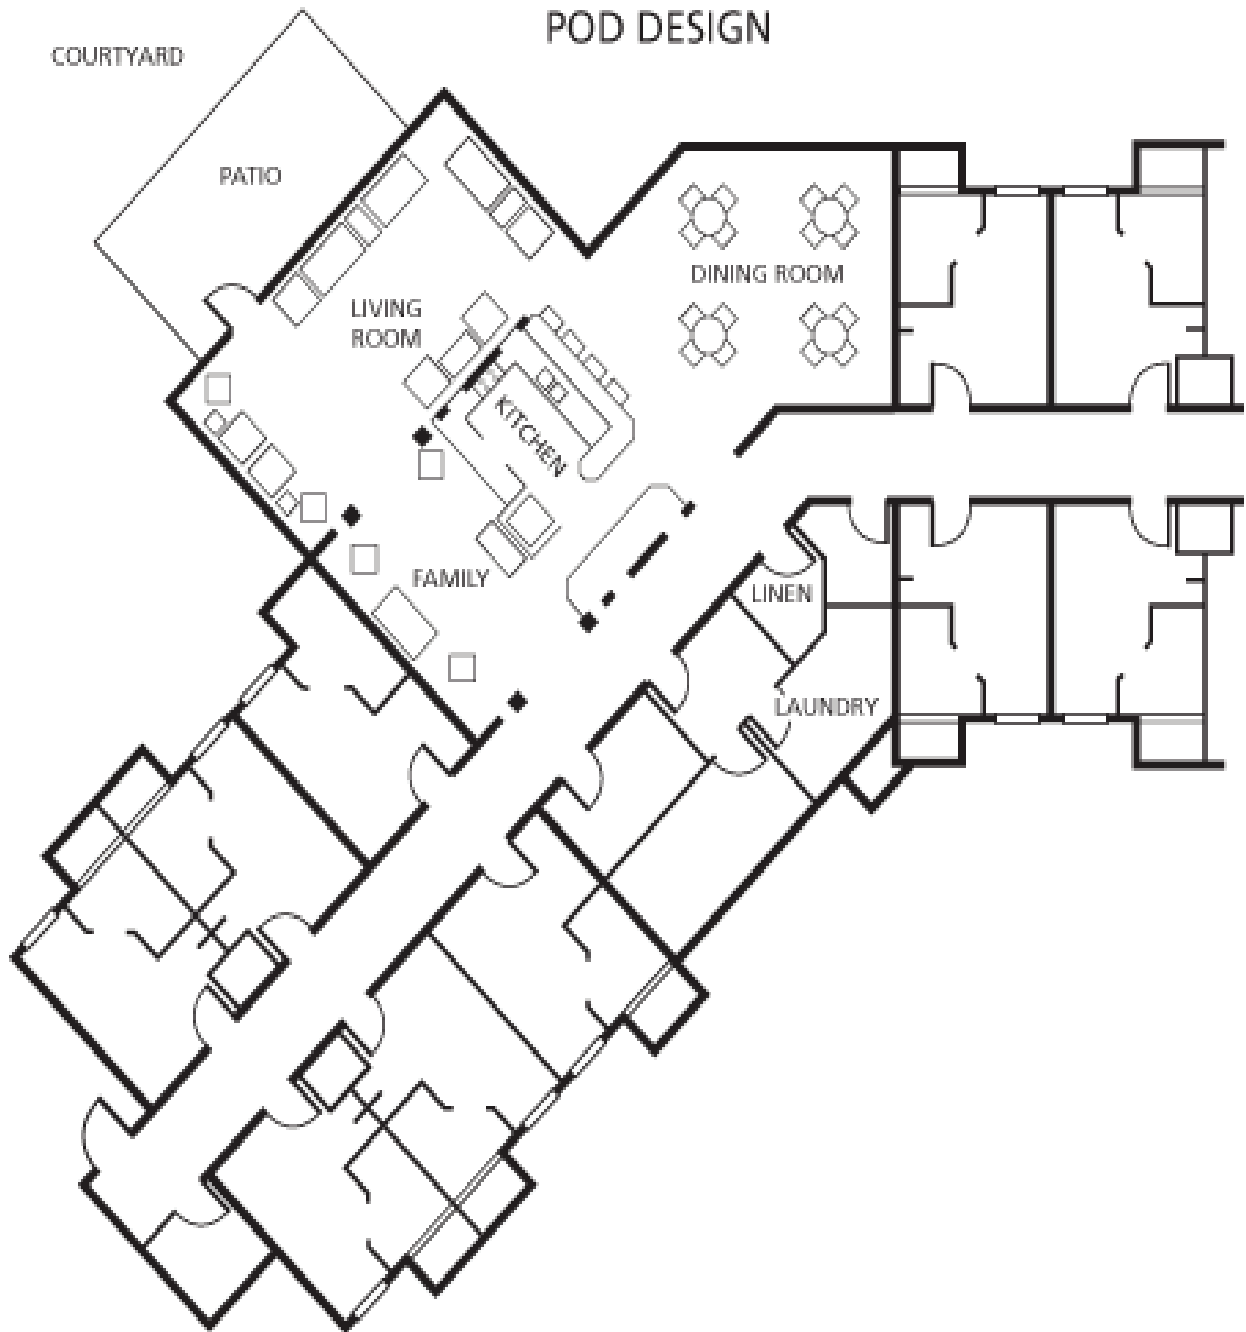 POD DESIGN
COURTYARD
PATIO
DINING ROOM
LIVING
ROOM
KITCHEN
FAMILY
LINEN
LAUNDRY